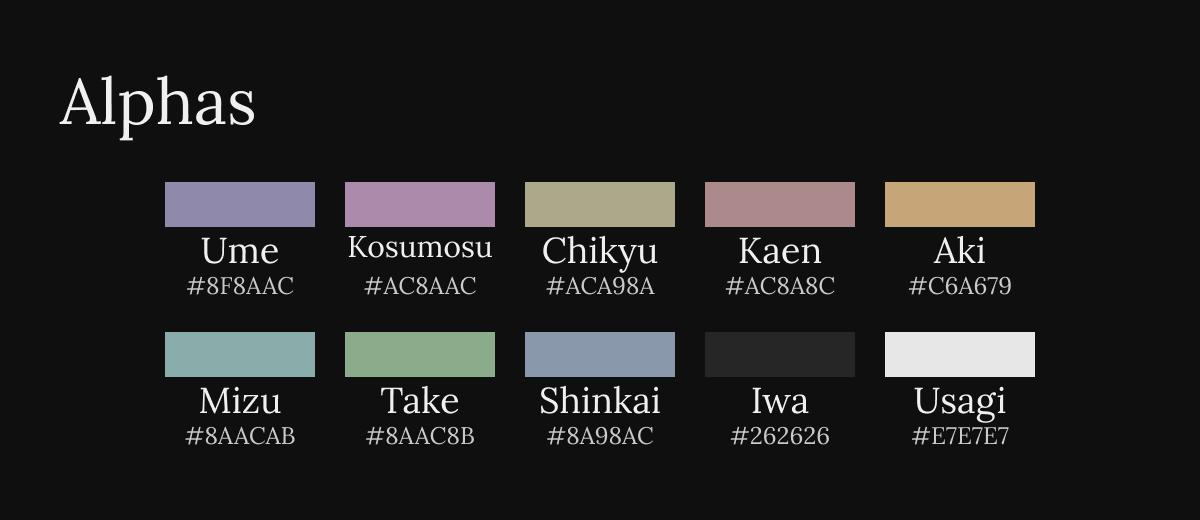 Alphas
Ume Kosumosu Chikyu Kaen Aki
#8F8AAC #AC8AAC #ACA98A #AC8A8C #C6A679
Mizu Take Shinkai Iwa Usagi
#8AACAB #8AAC8B #8A98AC #262626 #E7E7E7